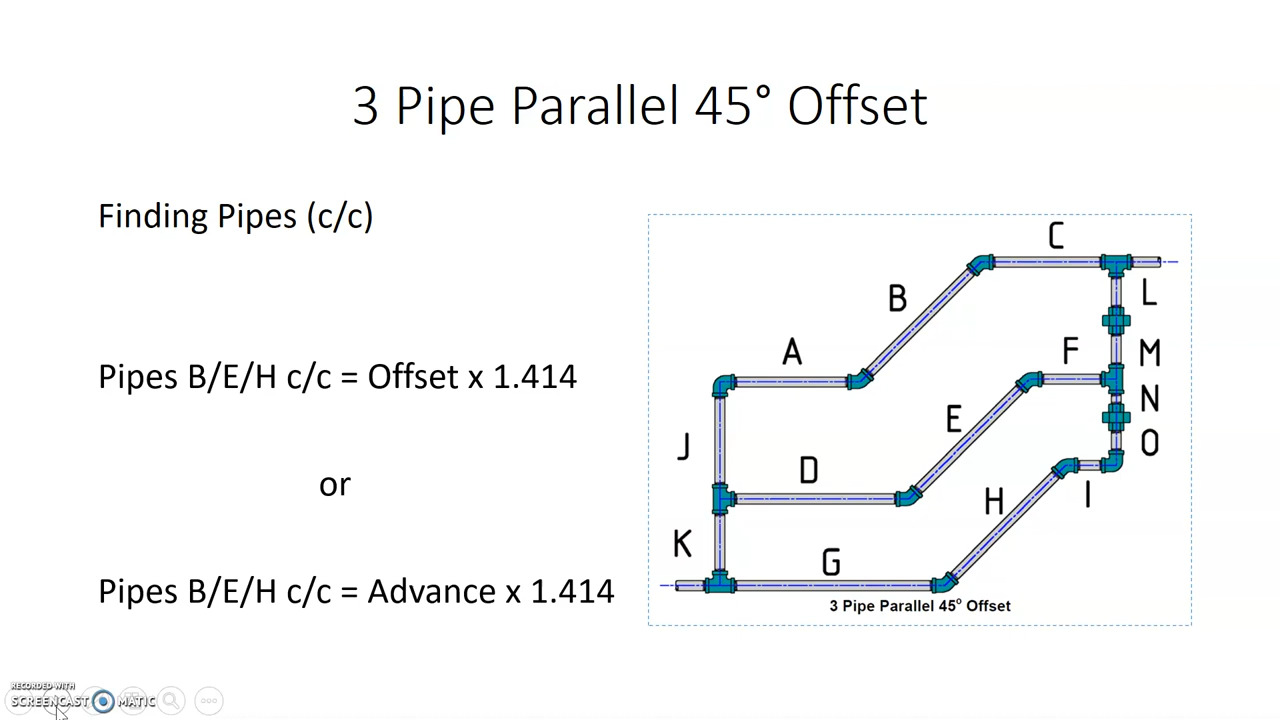 3 Pipe Parallel 45° Offset
Finding Pipes (c/c)
Pipes B/E/H c/c = Offset x 1.414
or
Pipes B/E/H c/c = Advance x 1.414
C
B
L
A
F
M
E
N
J
D
O
H
I
K
G
3 Pipe Parallel 45° Offset
RECORDED WITH
SCREENCAST MATIC